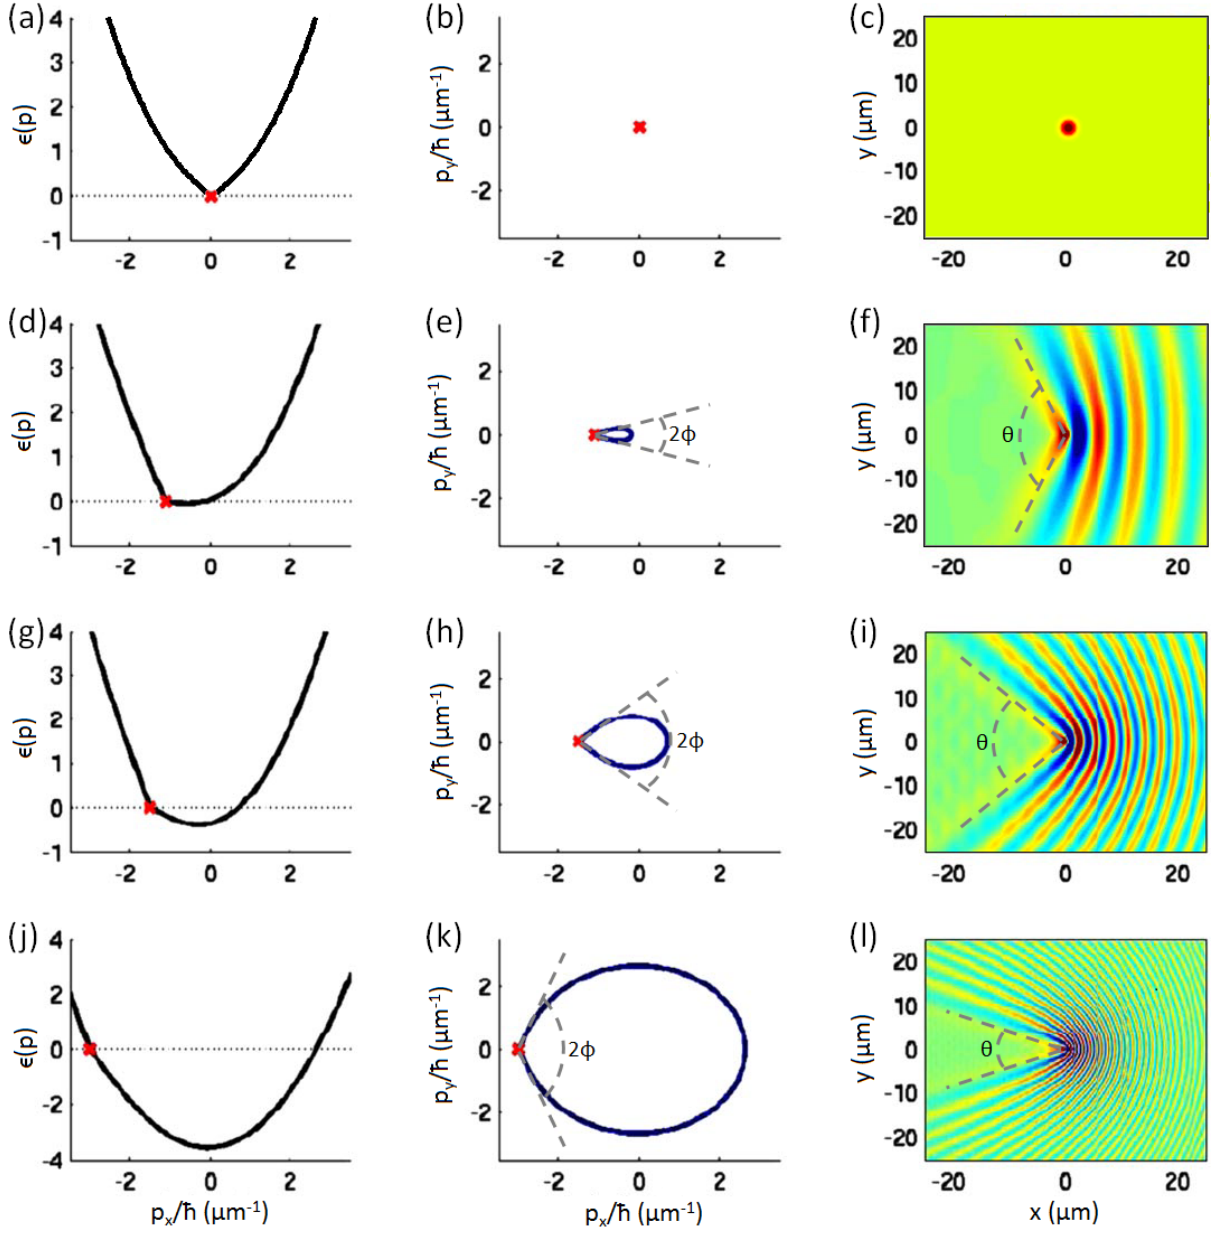 (a)
4
3
2
1
0
-1
ϵ(p)
-2 0 2
(b)
2
0
-2
p_y/ħ (µm⁻¹)
-2 0 2
(c)
20
10
0
-10
-20
y (µm)
-20 0 20
(d)
4
3
2
1
0
-1
ϵ(p)
-2 0 2
(e)
2
0
-2
p_y/ħ (µm⁻¹)
2ϕ
-2 0 2
(f)
20
10
0
-10
-20
y (µm)
θ
-20 0 20
(g)
4
3
2
1
0
-1
ϵ(p)
-2 0 2
(h)
2
0
-2
p_y/ħ (µm⁻¹)
2ϕ
-2 0 2
(i)
20
10
0
-10
-20
y (µm)
θ
-20 0 20
(j)
4
2
0
-2
-4
ϵ(p)
-2 0 2
p_x/ħ (µm⁻¹)
(k)
2
0
-2
p_y/ħ (µm⁻¹)
2ϕ
-2 0 2
p_x/ħ (µm⁻¹)
(l)
20
10
0
-10
-20
y (µm)
θ
-20 0 20
x (µm)